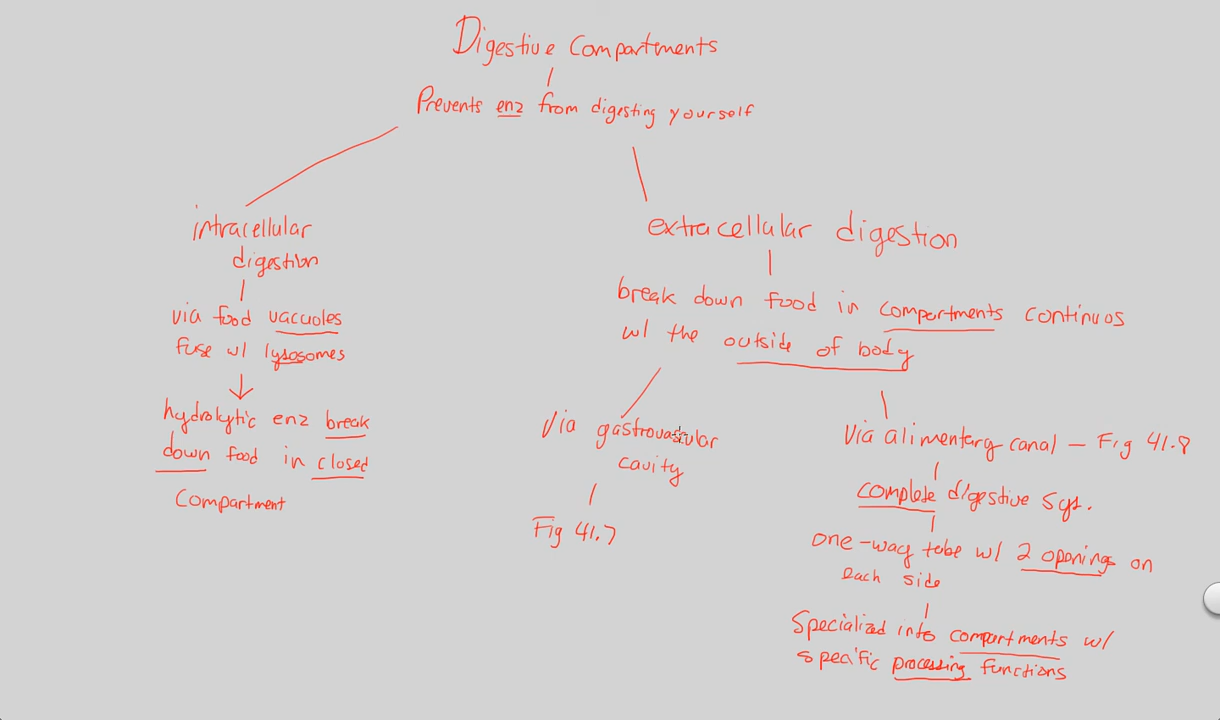 Digestive Compartments
Prevents enz from digesting yourself
intracellular
digestion
via food vacuoles
fuse w/ lysosomes
hydrolytic enz break
down food in closed
Compartment
extracellular digestion
break down food in compartments continuos
w/ the outside of body
Via gastrovascular
cavity
Fig 41.7
Via alimentary canal – Fig 41.8
complete digestive sys.
one-way tube w/ 2 openings on
each side
Specialized into compartments w/
specific processing functions